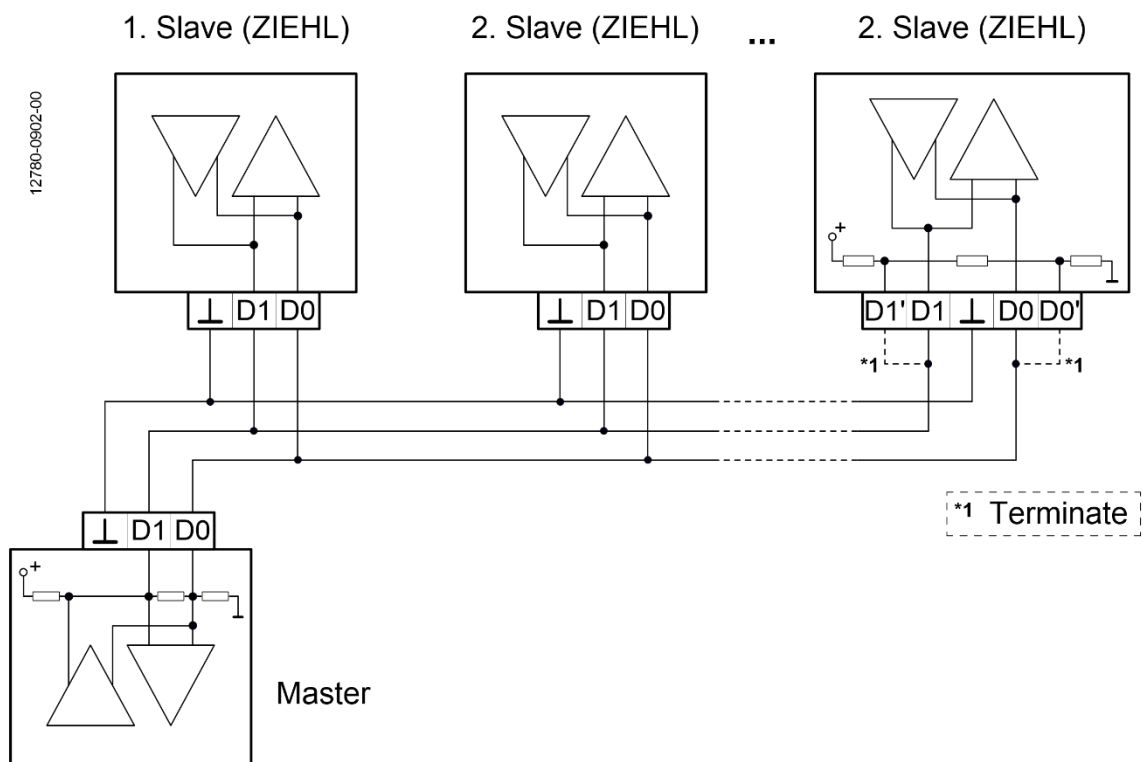 1. Slave (ZIEHL) 2. Slave (ZIEHL) ... 2. Slave (ZIEHL)
12780-0902-00
+
⊥ D1 D0
⊥ D1 D0
D1' D1 ⊥ D0 D0'
*1 *1
⊥ D1 D0
*1 Terminate
+
Master